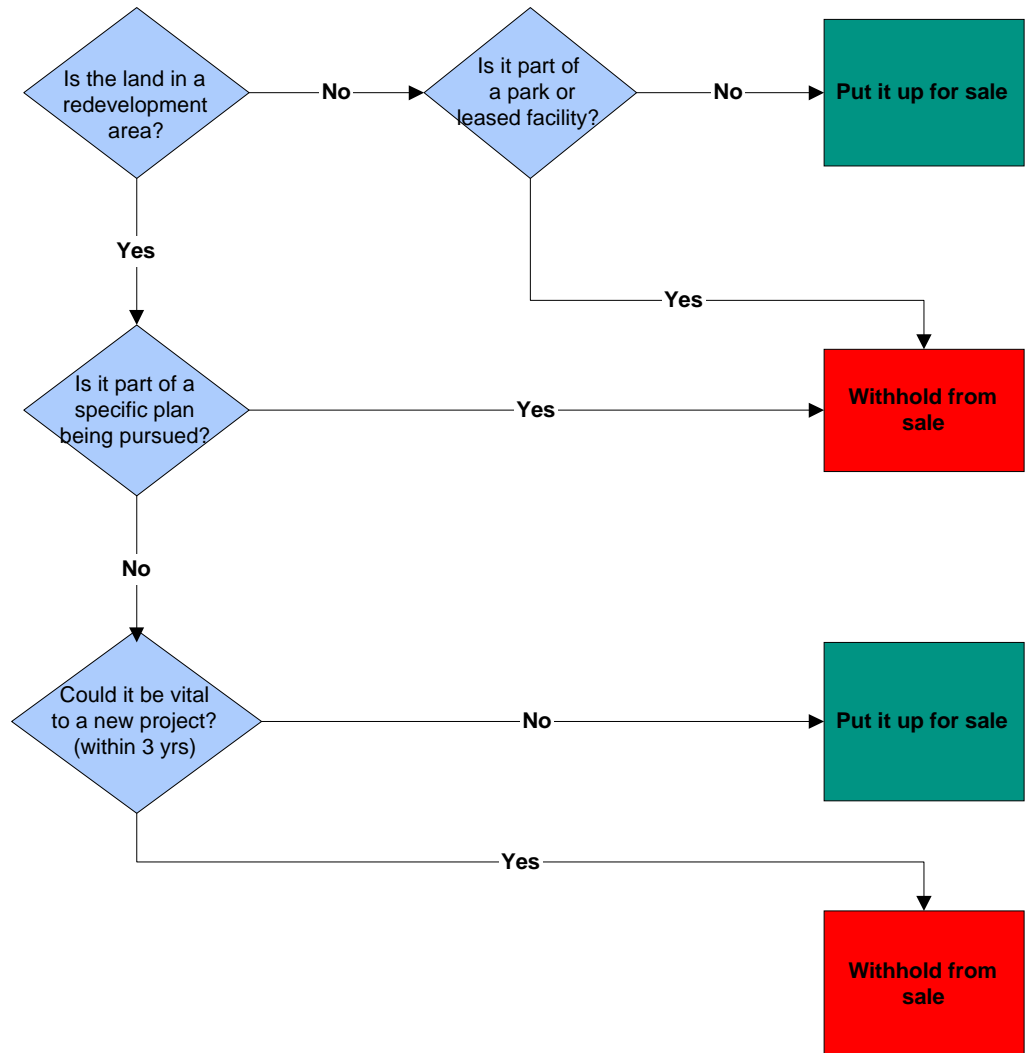 Is the land in a
redevelopment
area?
No
Is it part of
a park or
leased facility?
No
Put it up for sale
Yes
Yes
Is it part of a
specific plan
being pursued?
Yes
Withhold from
sale
No
Could it be vital
to a new project?
(within 3 yrs)
No
Put it up for sale
Yes
Withhold from
sale